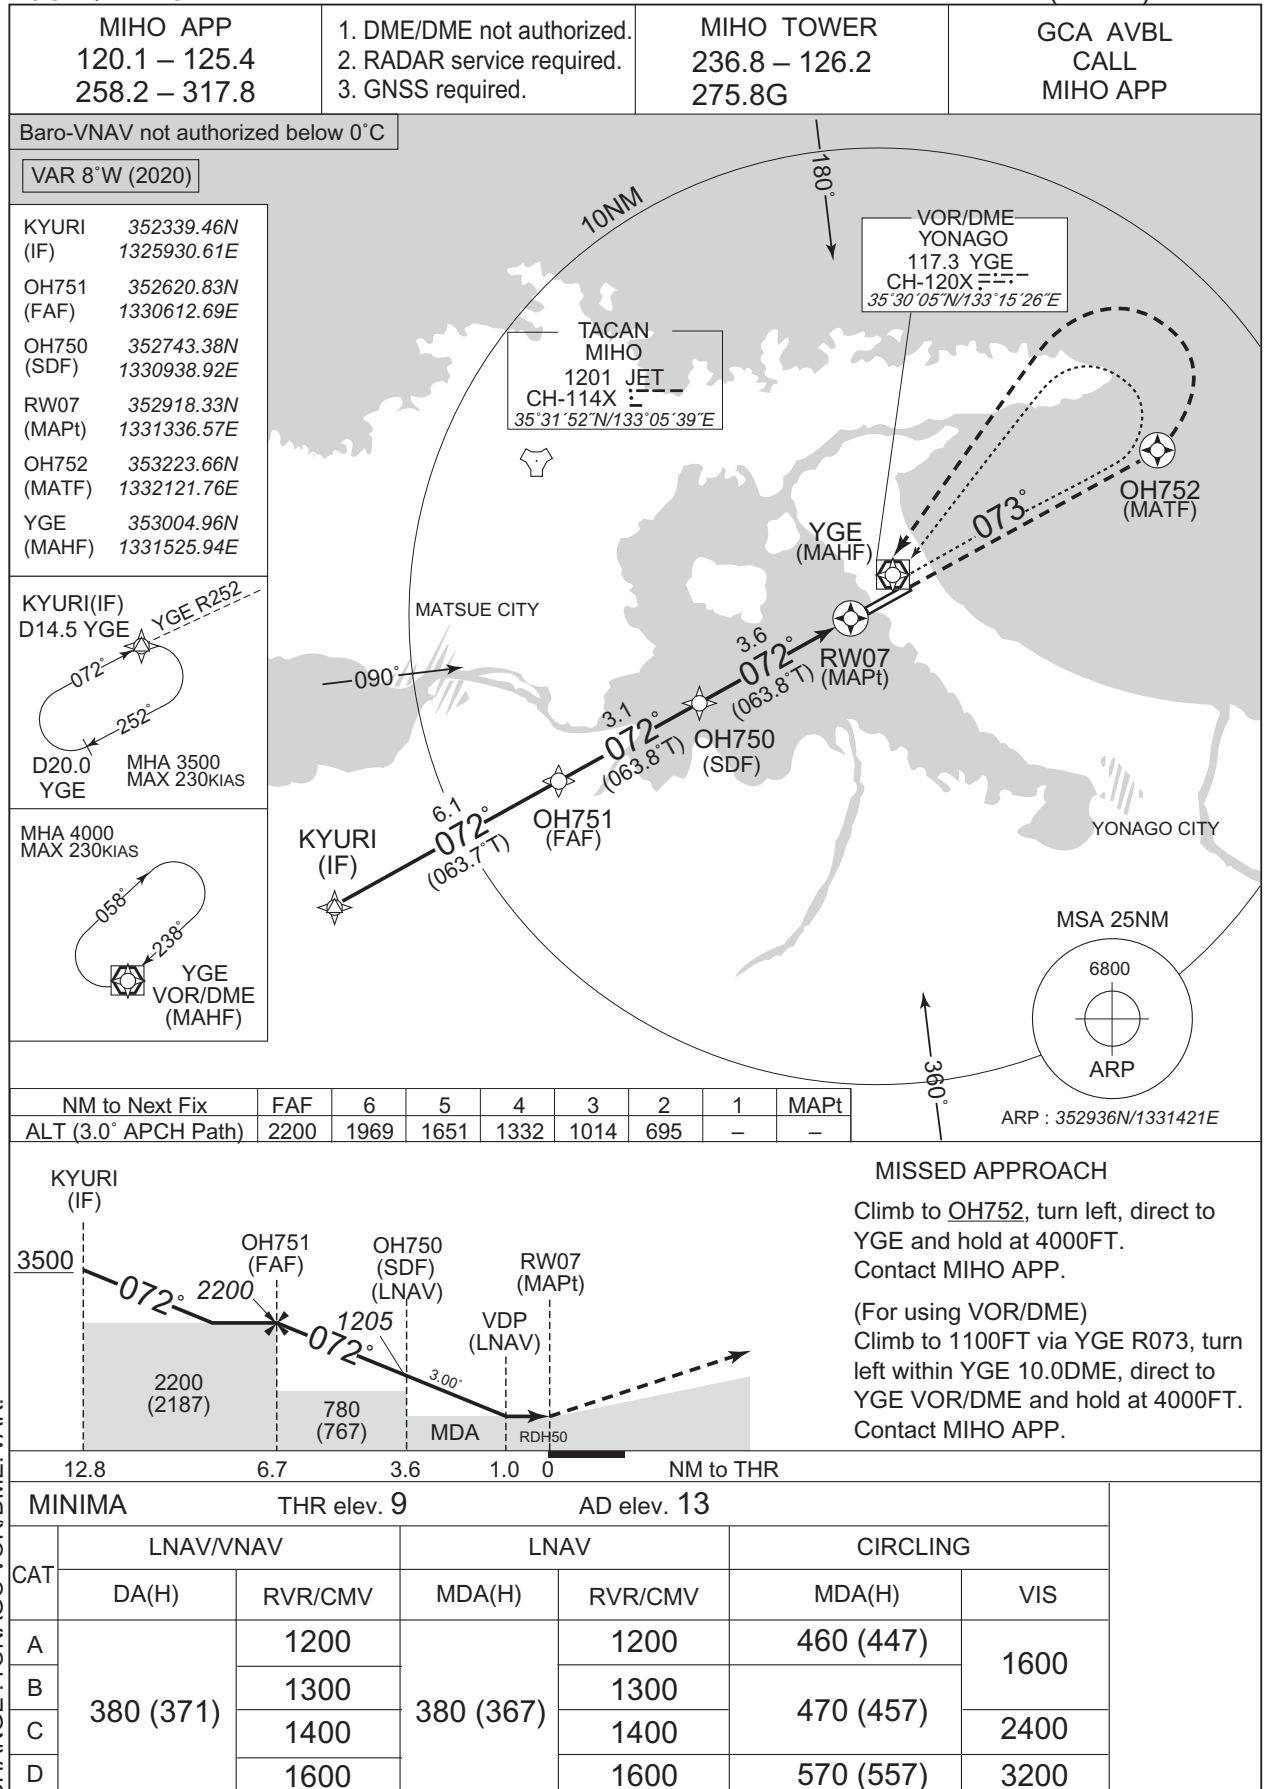 MIHO APP
120.1 – 125.4
258.2 – 317.8
1. DME/DME not authorized.
2. RADAR service required.
3. GNSS required.
MIHO TOWER
236.8 – 126.2
275.8G
GCA AVBL
CALL
MIHO APP
Baro-VNAV not authorized below 0˚C
VAR 8˚W (2020)
KYURI 352339.46N
(IF) 1325930.61E
OH751 352620.83N
(FAF) 1330612.69E
OH750 352743.38N
(SDF) 1330938.92E
RW07 352918.33N
(MAPt) 1331336.57E
OH752 353223.66N
(MATF) 1332121.76E
YGE 353004.96N
(MAHF) 1331525.94E
KYURI(IF)
D14.5 YGE
YGE R252
072˚
252˚
D20.0
YGE
MHA 3500
MAX 230KIAS
MHA 4000
MAX 230KIAS
058˚
238˚
YGE
VOR/DME
(MAHF)
10NM
180˚
VOR/DME
YONAGO
117.3 YGE
CH-120X
35˚30´05˝N/133˚15´26˝E
TACAN
MIHO
1201 JET
CH-114X
35˚31´52˝N/133˚05´39˝E
OH752
(MATF)
073˚
YGE
(MAHF)
MATSUE CITY
090˚
3.6
072˚
(063.8˚T)
RW07
(MAPt)
3.1
072˚
(063.8˚T)
OH750
(SDF)
6.1
072˚
(063.7˚T)
OH751
(FAF)
KYURI
(IF)
YONAGO CITY
MSA 25NM
6800
ARP
360˚
ARP : 352936N/1331421E
NM to Next Fix FAF 6 5 4 3 2 1 MAPt
ALT (3.0˚ APCH Path) 2200 1969 1651 1332 1014 695 – –
KYURI
(IF)
3500
072˚
2200
OH751
(FAF)
072˚
1205
OH750
(SDF)
(LNAV)
3.00˚
VDP
(LNAV)
RW07
(MAPt)
2200
(2187)
780
(767)
MDA
RDH50
12.8 6.7 3.6 1.0 0 NM to THR
MISSED APPROACH
Climb to OH752, turn left, direct to
YGE and hold at 4000FT.
Contact MIHO APP.
(For using VOR/DME)
Climb to 1100FT via YGE R073, turn
left within YGE 10.0DME, direct to
YGE VOR/DME and hold at 4000FT.
Contact MIHO APP.
MINIMA THR elev. 9 AD elev. 13
CAT LNAV/VNAV LNAV CIRCLING
DA(H) RVR/CMV MDA(H) RVR/CMV MDA(H) VIS
A 380 (371) 1200 380 (367) 1200 460 (447) 1600
B 1300 1300 470 (457)
C 1400 1400 2400
D 1600 1600 570 (557) 3200